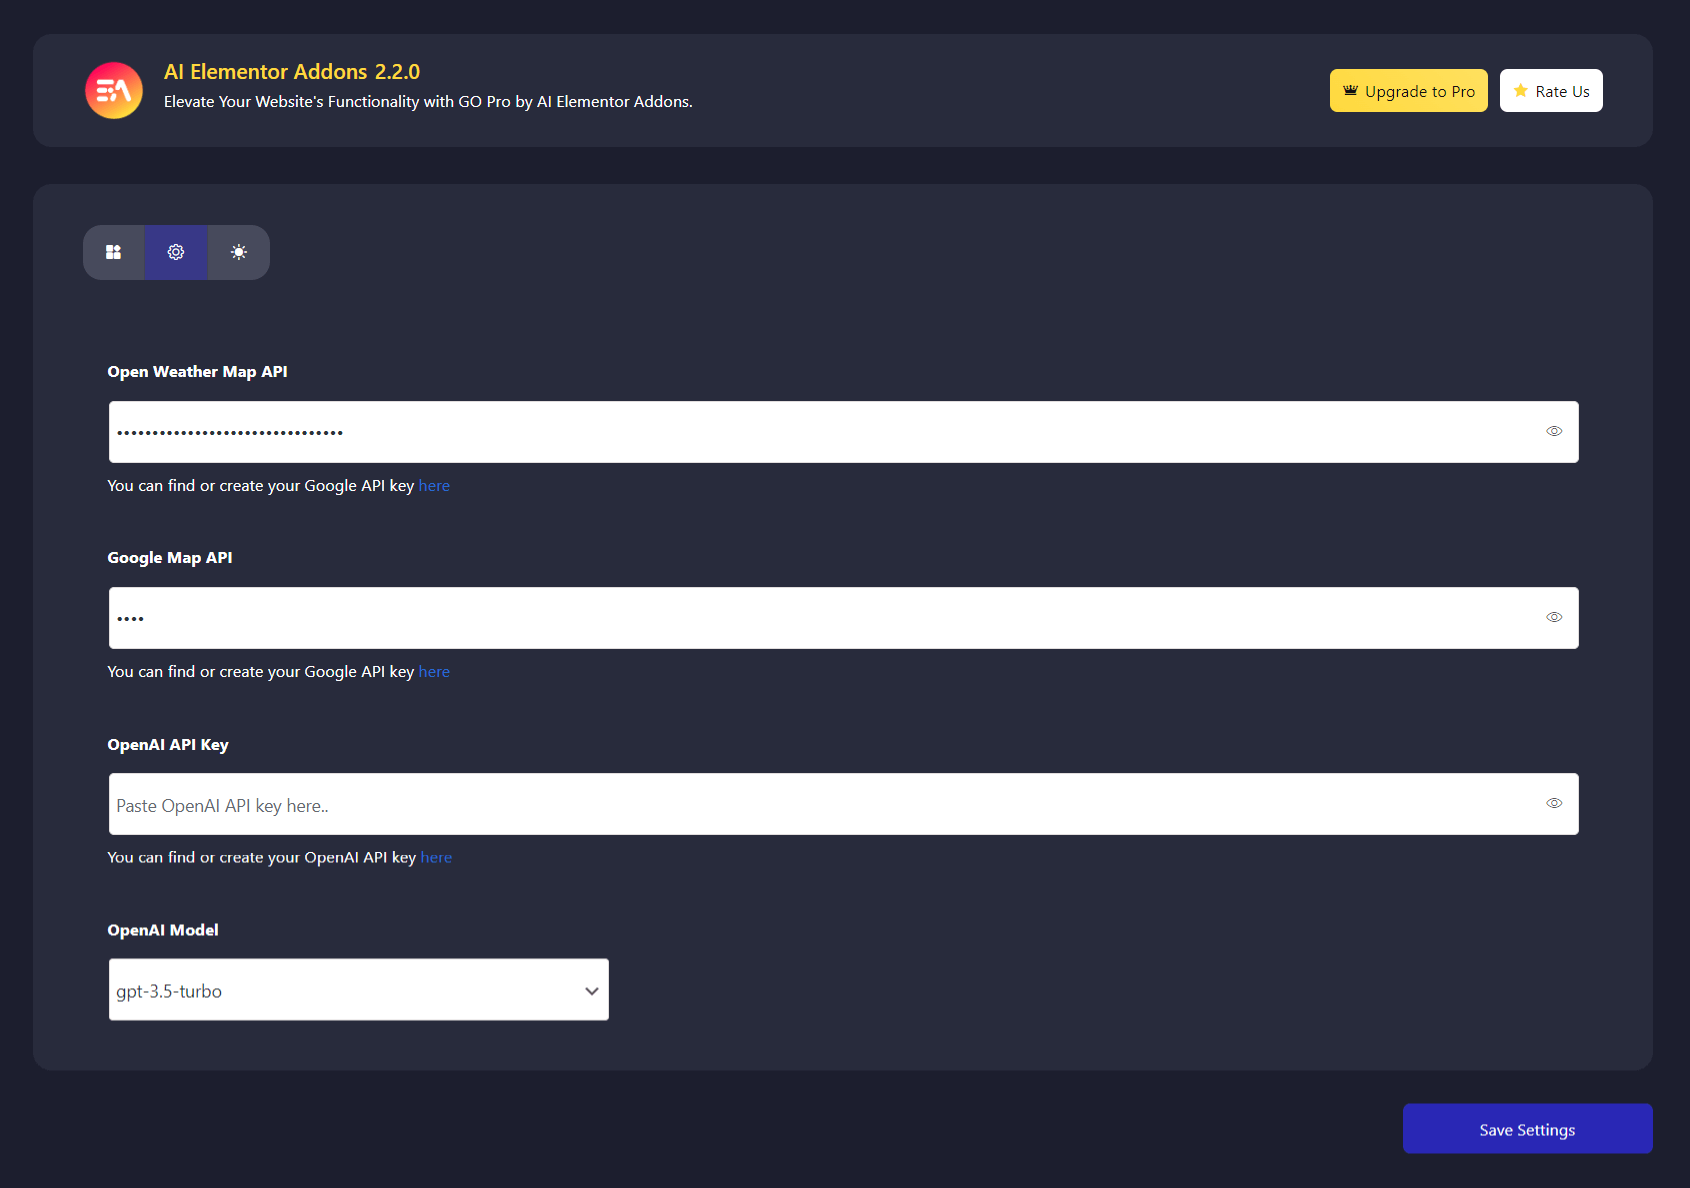 AI Elementor Addons 2.2.0
Elevate Your Website's Functionality with GO Pro by AI Elementor Addons.
Upgrade to Pro
Rate Us
Open Weather Map API
••••••••••••••••••••••••••••••••
You can find or create your Google API key here
Google Map API
••••
You can find or create your Google API key here
OpenAI API Key
Paste OpenAI API key here..
You can find or create your OpenAI API key here
OpenAI Model
gpt-3.5-turbo
Save Settings